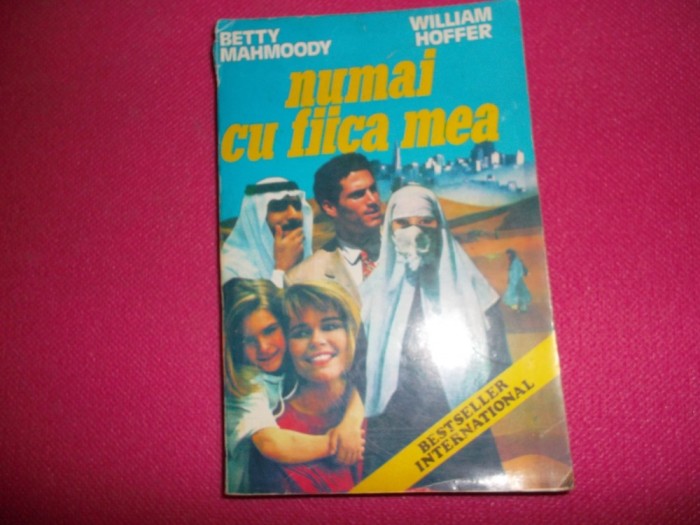 BETTY
MAHMOODY
WILLIAM
HOFFER
numai
cu fiica mea
BESTSELLER
INTERNATIONAL